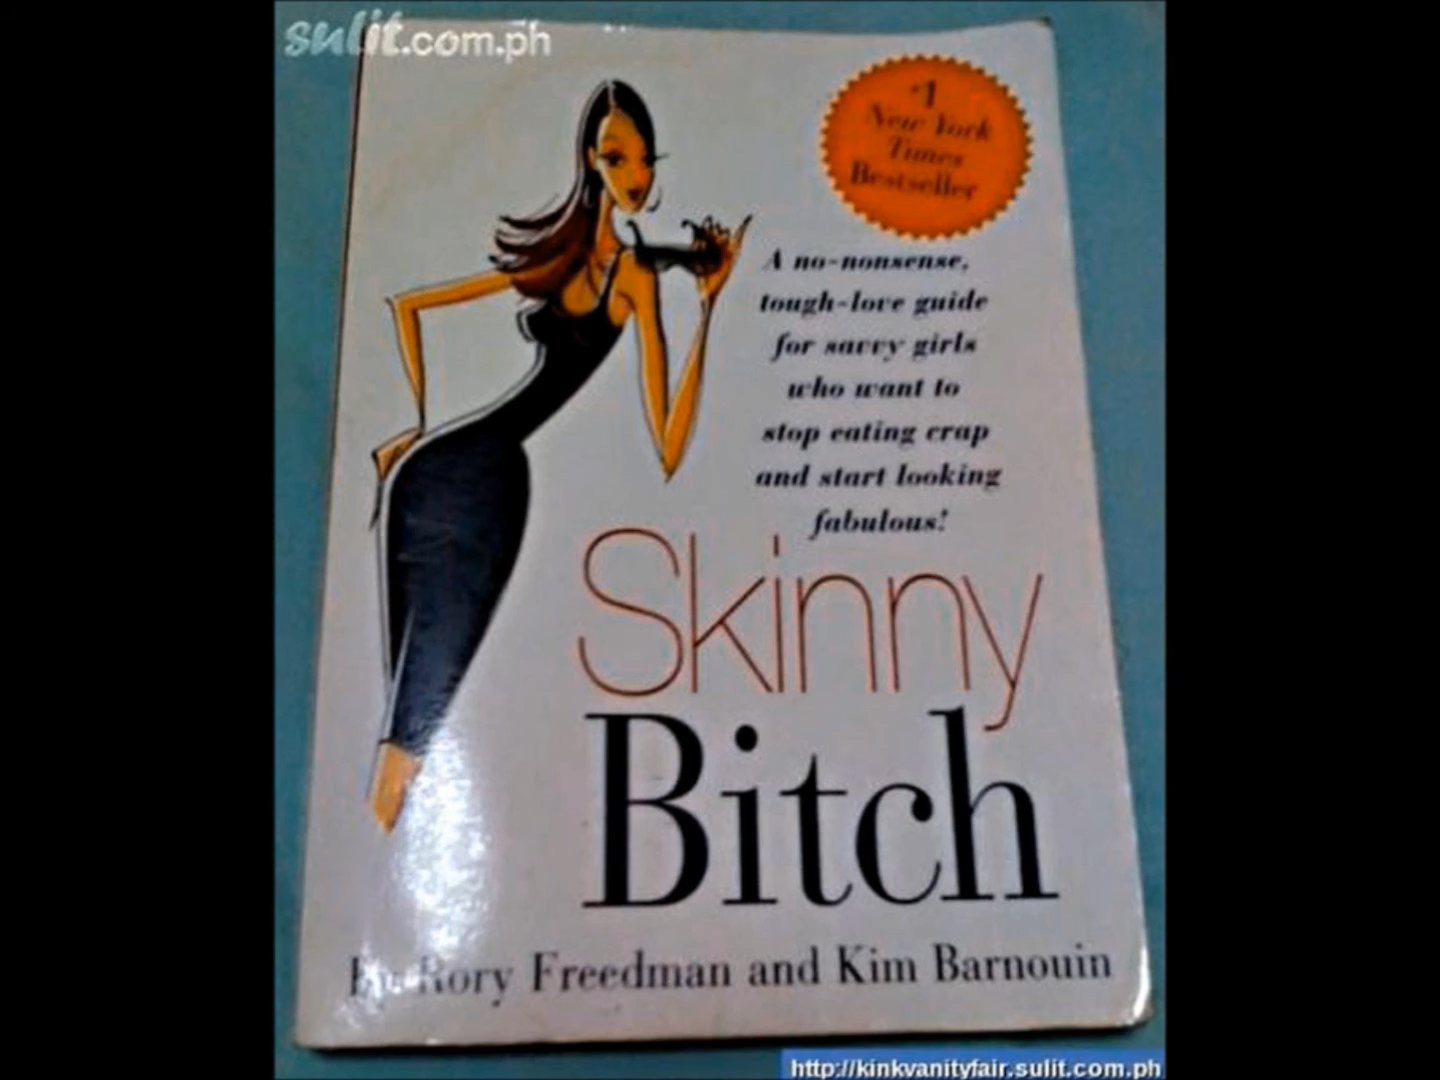 sulit.com.ph
#1
New York
Times
Bestseller
A no-nonsense,
tough-love guide
for savvy girls
who want to
stop eating crap
and start looking
fabulous!
Skinny
Bitch
By Rory Freedman and Kim Barnouin
http://kinkvanityfair.sulit.com.ph